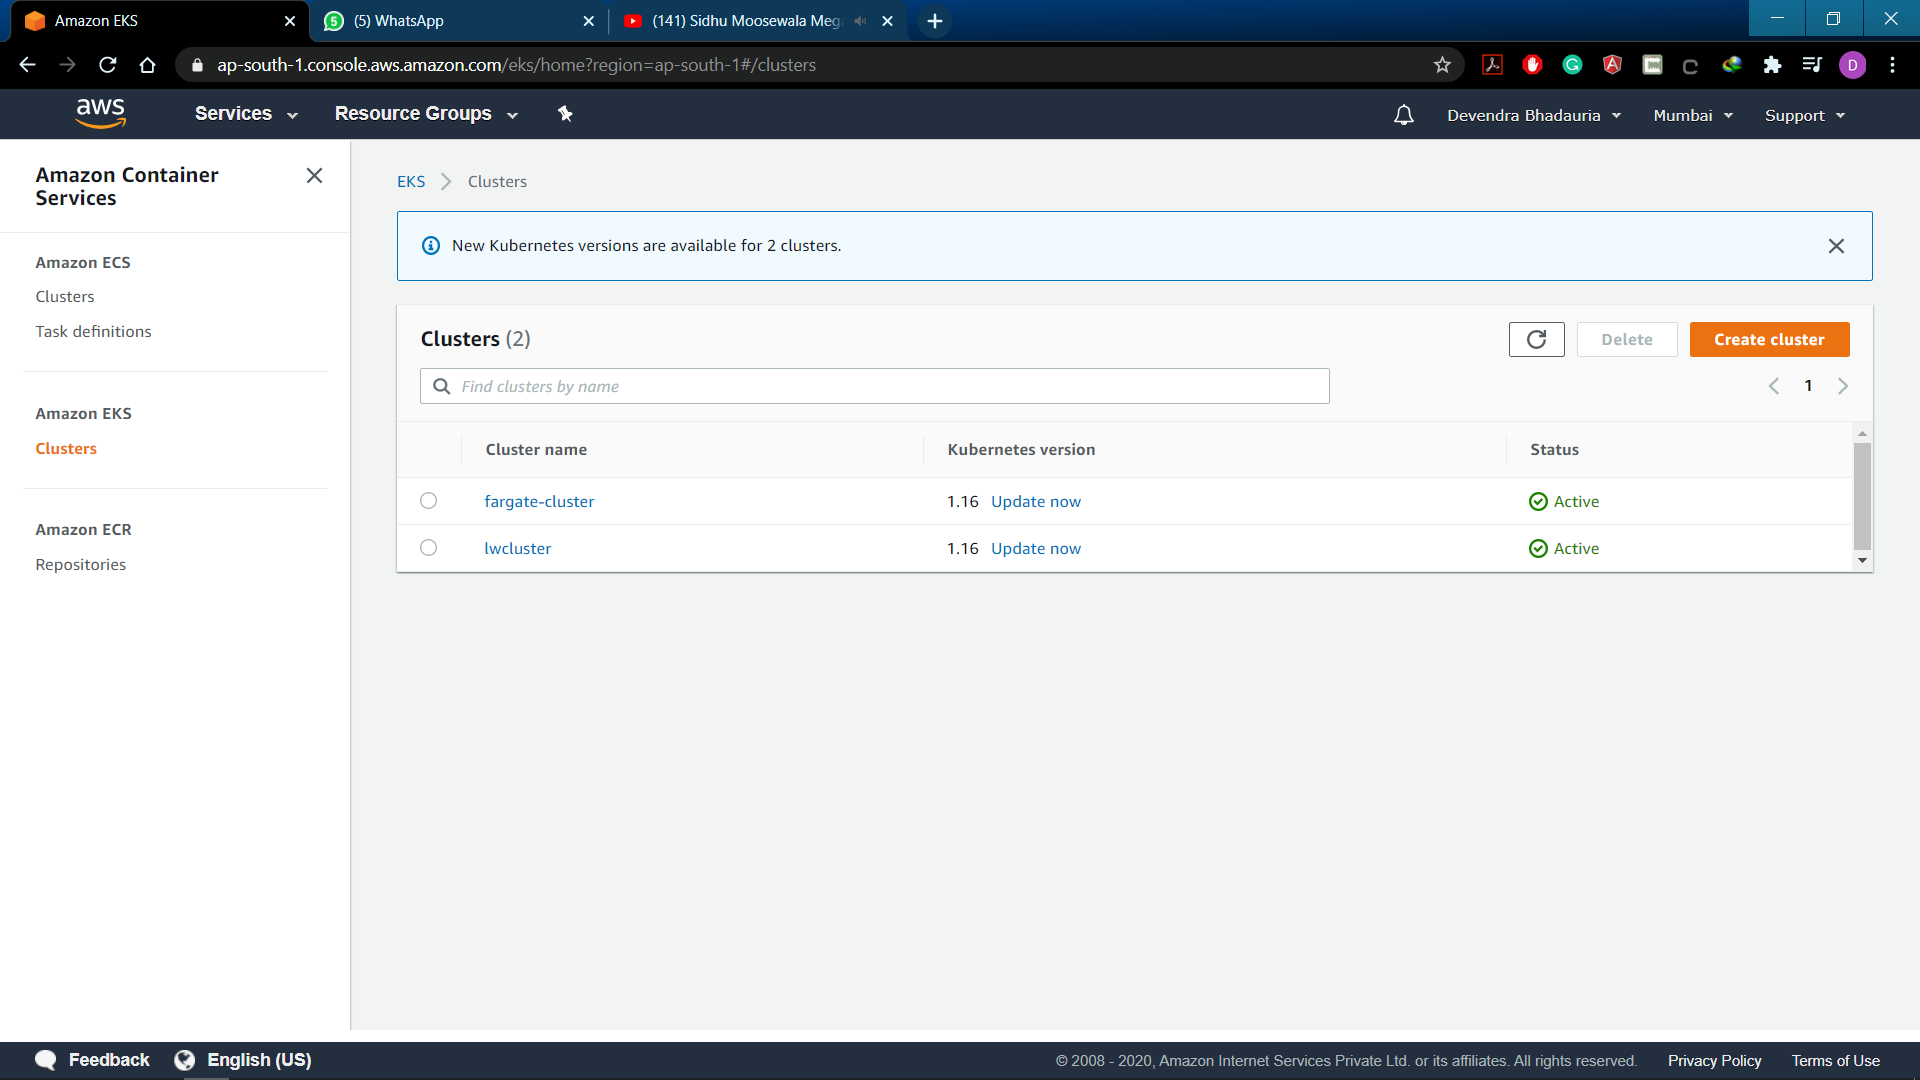 Amazon EKS
5 (5) WhatsApp
(141) Sidhu Moosewala Meg
ap-south-1.console.aws.amazon.com/eks/home?region=ap-south-1#/clusters
D
aws
Services
Resource Groups
Devendra Bhadauria
Mumbai
Support
Amazon Container
Services
Amazon ECS
Clusters
Task definitions
Amazon EKS
Clusters
Amazon ECR
Repositories
EKS
Clusters
New Kubernetes versions are available for 2 clusters.
Clusters (2)
Delete
Create cluster
Find clusters by name
1
Cluster name
Kubernetes version
Status
fargate-cluster
1.16 Update now
Active
lwcluster
1.16 Update now
Active
Feedback
English (US)
© 2008 - 2020, Amazon Internet Services Private Ltd. or its affiliates. All rights reserved.
Privacy Policy
Terms of Use